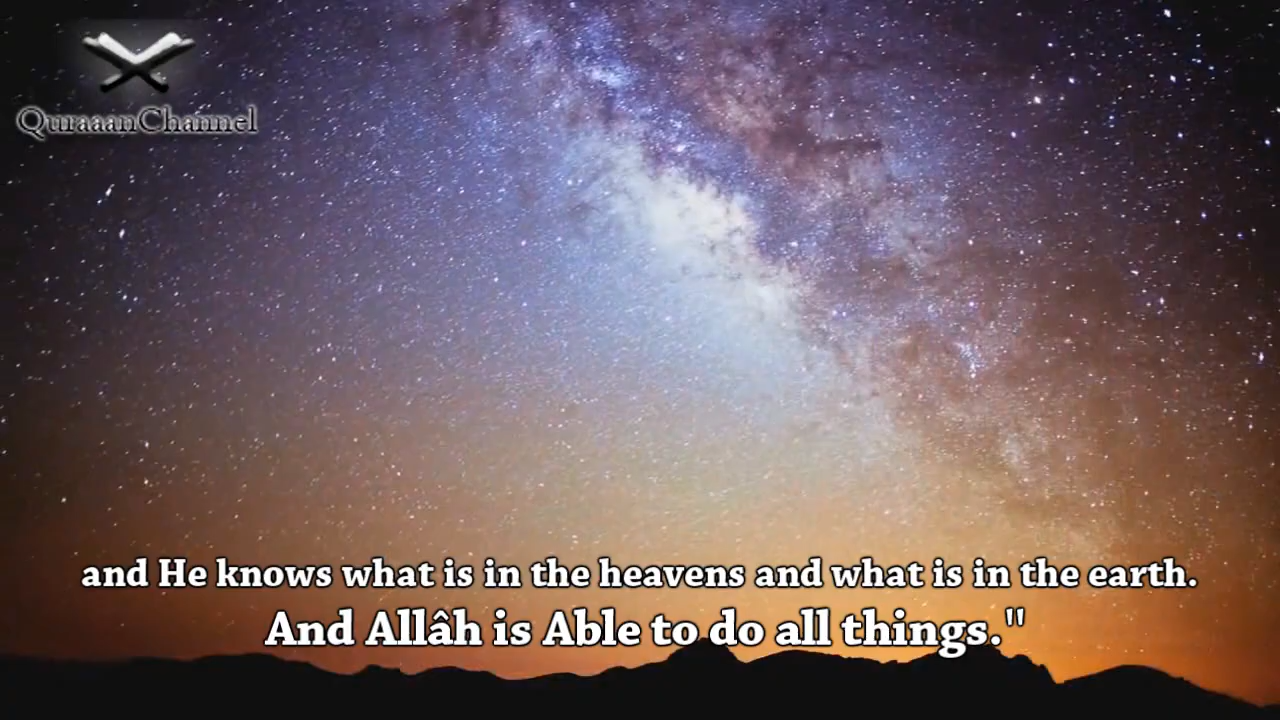 QuraaanChannel
and He knows what is in the heavens and what is in the earth.
And Allâh is Able to do all things."